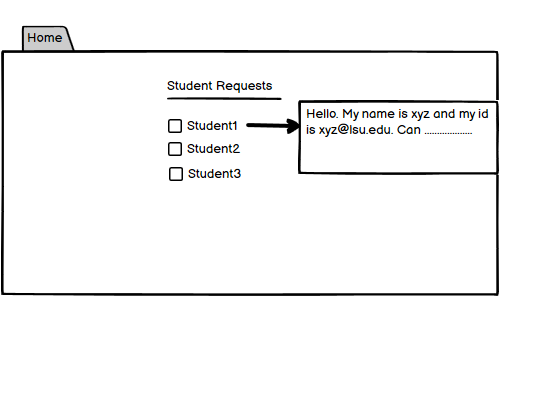 Home
Student Requests
Student1
Hello. My name is xyz and my id
is xyz@lsu.edu. Can ...................
Student2
Student3